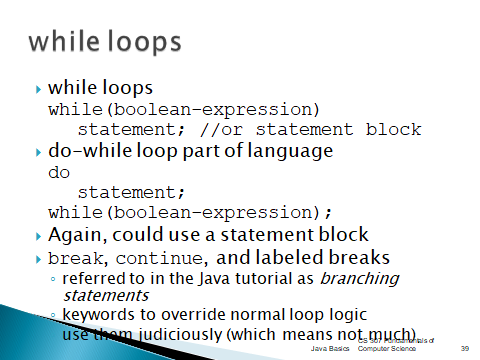 while loops
while loops
while(boolean-expression)
statement; //or statement block
do-while loop part of language
do
statement;
while(boolean-expression);
Again, could use a statement block
break, continue, and labeled breaks
referred to in the Java tutorial as branching
statements
keywords to override normal loop logic
use them judiciously (which means not much)
CS 307 Fundamentals of
Java Basics Computer Science 39